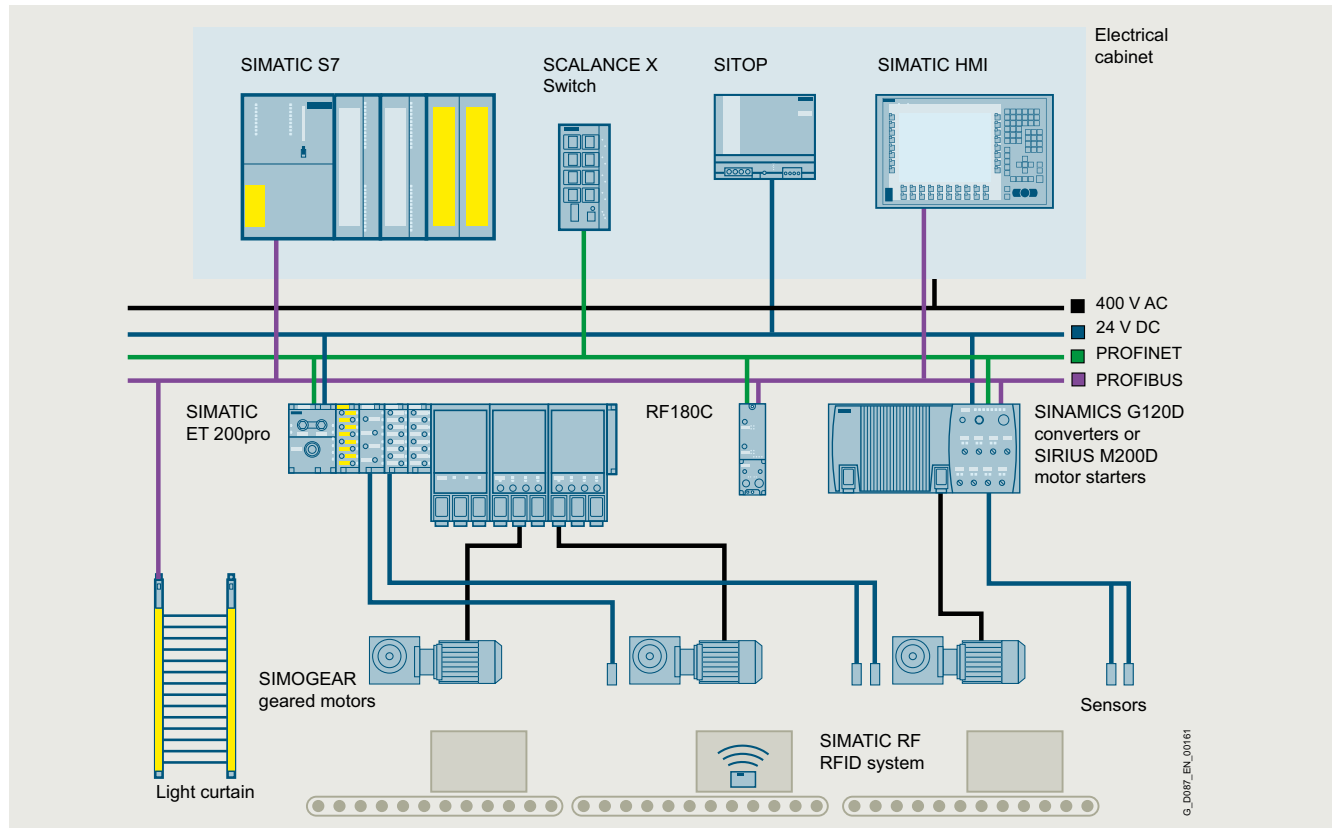 Electrical
cabinet
SIMATIC S7
SCALANCE X
Switch
SITOP
SIMATIC HMI
400 V AC
24 V DC
PROFINET
PROFIBUS
SIMATIC
ET 200pro
RF180C
SINAMICS G120D
converters or
SIRIUS M200D
motor starters
SIMOGEAR
geared motors
Sensors
SIMATIC RF
RFID system
Light curtain
G_D087_EN_00161